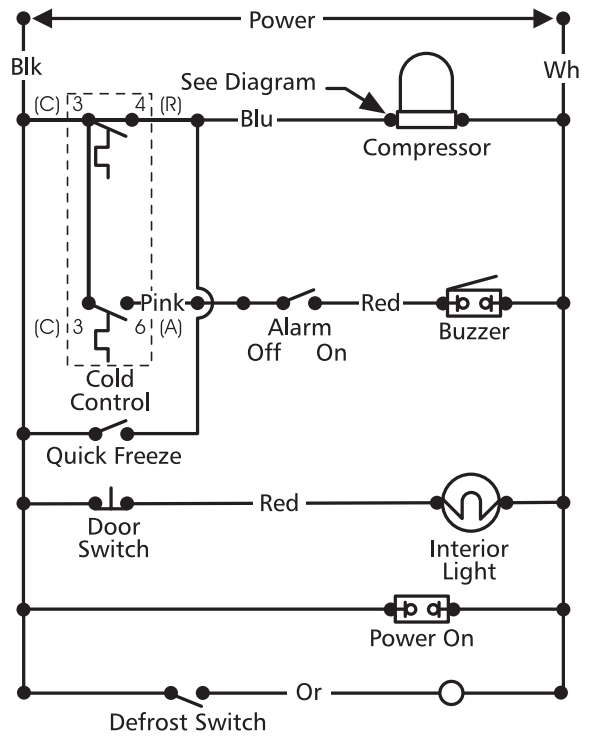 Power
Blk
Wh
See Diagram
(C) 3 4 (R)
Blu
Compressor
Pink
Red
(C) 3 6 (A)
Alarm
Off On
Buzzer
Cold
Control
Quick Freeze
Red
Door
Switch
Interior
Light
Power On
Or
Defrost Switch